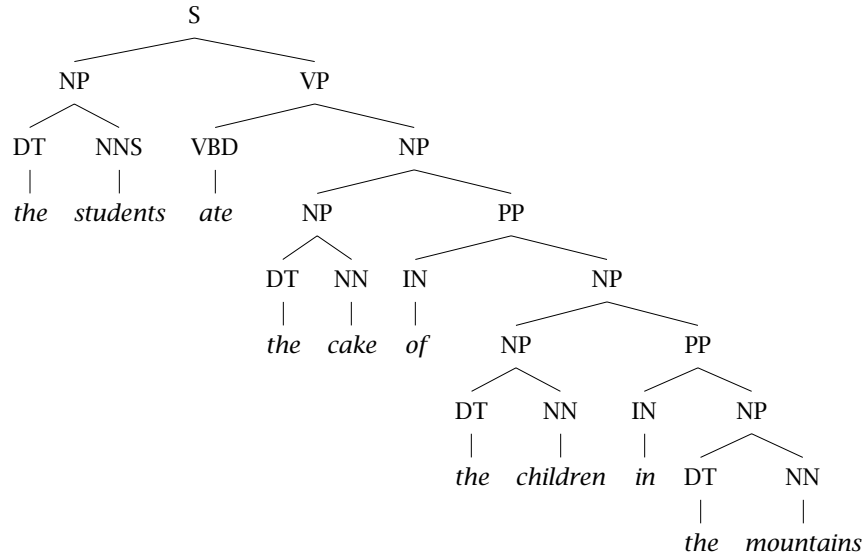 S
NP VP
DT NNS VBD NP
the students ate NP PP
DT NN IN NP
the cake of NP PP
DT NN IN NP
the children in DT NN
the mountains